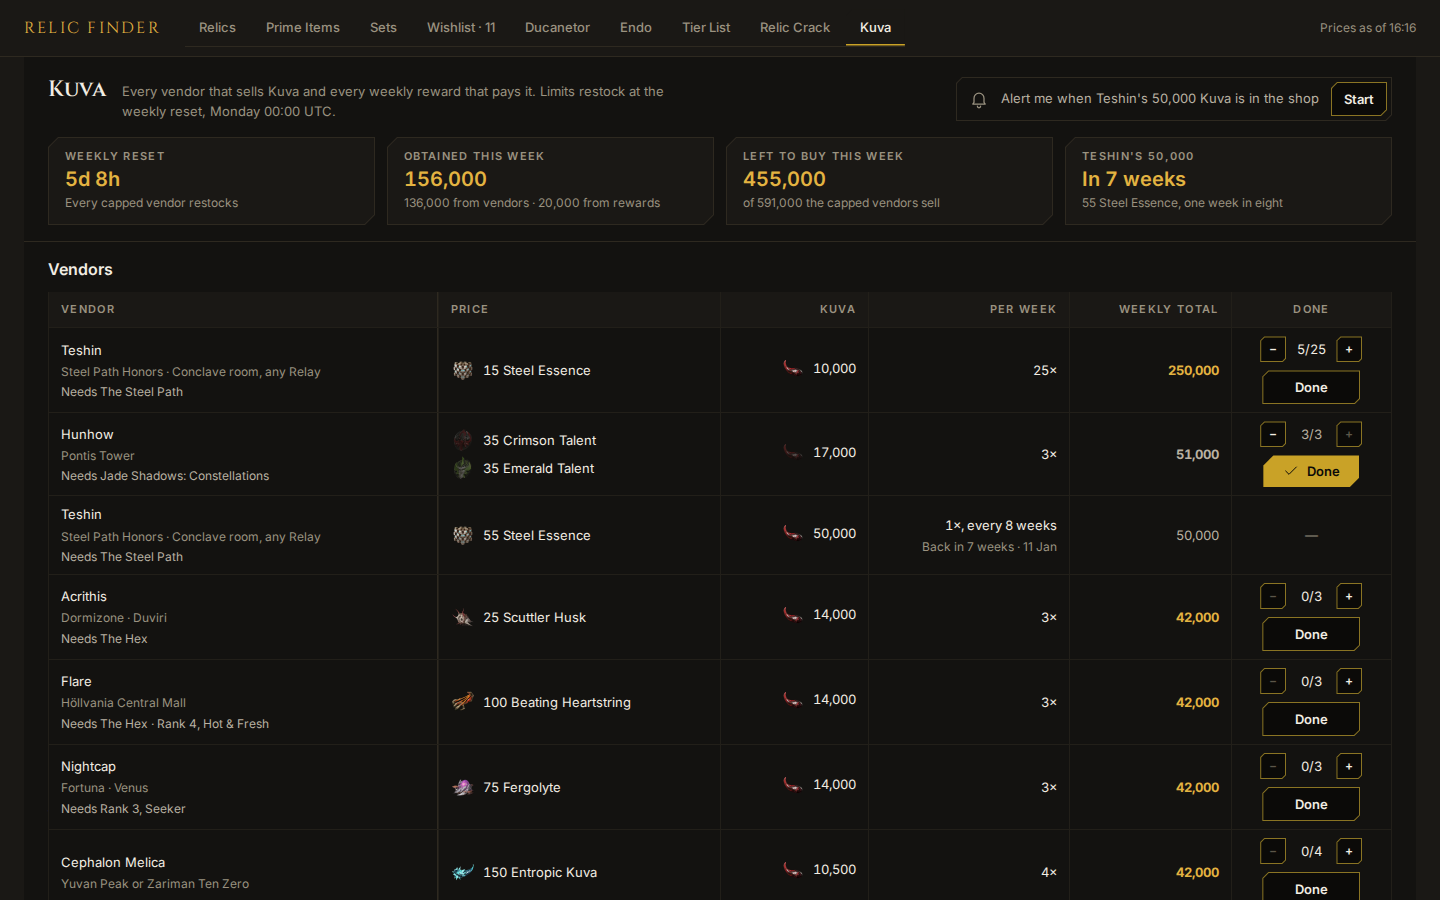 RELIC FINDER
Relics
Prime Items
Sets
Wishlist · 11
Ducanetor
Endo
Tier List
Relic Crack
Kuva
Prices as of 16:16
Kuva
Every vendor that sells Kuva and every weekly reward that pays it. Limits restock at the
weekly reset, Monday 00:00 UTC.
Alert me when Teshin's 50,000 Kuva is in the shop
Start
WEEKLY RESET
5d 8h
Every capped vendor restocks
OBTAINED THIS WEEK
156,000
136,000 from vendors · 20,000 from rewards
LEFT TO BUY THIS WEEK
455,000
of 591,000 the capped vendors sell
TESHIN'S 50,000
In 7 weeks
55 Steel Essence, one week in eight
Vendors
VENDOR
PRICE
KUVA
PER WEEK
WEEKLY TOTAL
DONE
Teshin
Steel Path Honors · Conclave room, any Relay
Needs The Steel Path
15 Steel Essence
10,000
25×
250,000
− 5/25 +
Done
Hunhow
Pontis Tower
Needs Jade Shadows: Constellations
35 Crimson Talent
35 Emerald Talent
17,000
3×
51,000
− 3/3 +
✓ Done
Teshin
Steel Path Honors · Conclave room, any Relay
Needs The Steel Path
55 Steel Essence
50,000
1×, every 8 weeks
Back in 7 weeks · 11 Jan
50,000
—
Acrithis
Dormizone · Duviri
Needs The Hex
25 Scuttler Husk
14,000
3×
42,000
− 0/3 +
Done
Flare
Höllvania Central Mall
Needs The Hex · Rank 4, Hot & Fresh
100 Beating Heartstring
14,000
3×
42,000
− 0/3 +
Done
Nightcap
Fortuna · Venus
Needs Rank 3, Seeker
75 Fergolyte
14,000
3×
42,000
− 0/3 +
Done
Cephalon Melica
Yuvan Peak or Zariman Ten Zero
150 Entropic Kuva
10,500
4×
42,000
− 0/4 +
Done